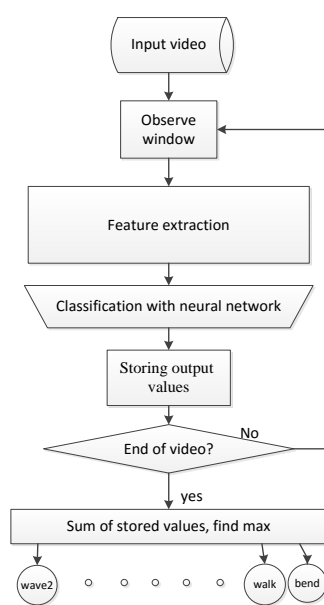 Input video
Observe
window
Feature extraction
Classification with neural network
Storing output
values
No
End of video?
yes
Sum of stored values, find max
wave2
walk
bend